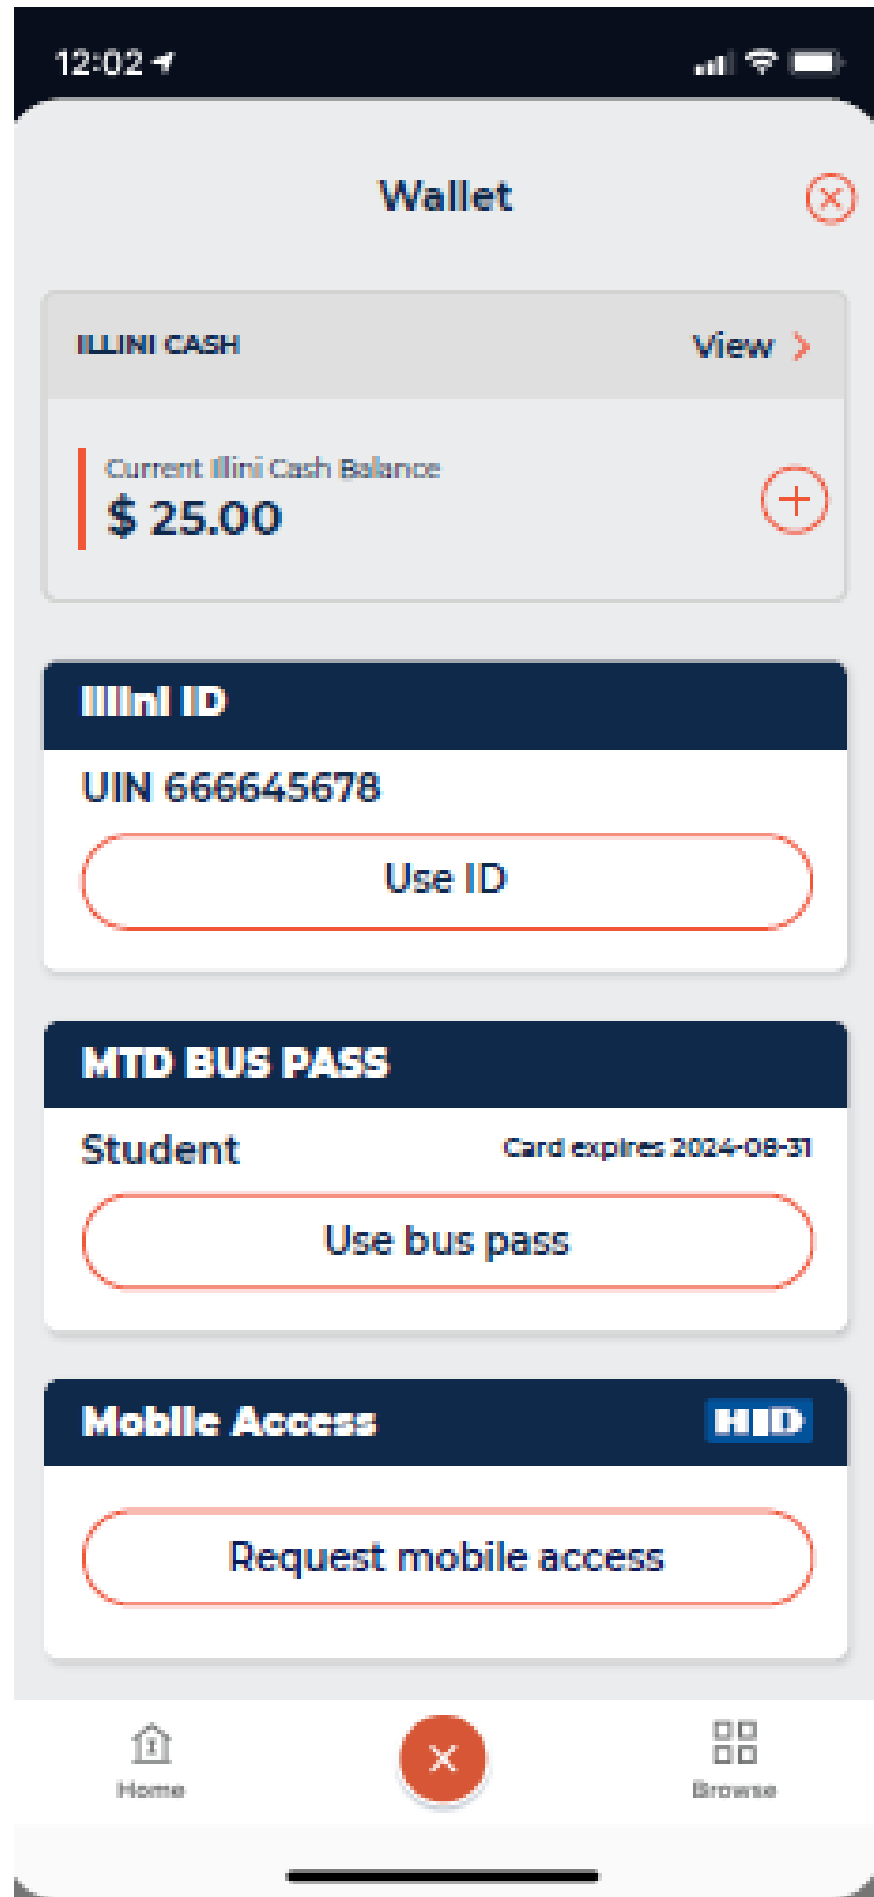 12:02
Wallet
ILLINI CASH View
Current Illini Cash Balance
$ 25.00
Illini ID
UIN 666645678
Use ID
MTD BUS PASS
Student Card expires 2024-08-31
Use bus pass
Mobile Access HID
Request mobile access
Home Browse